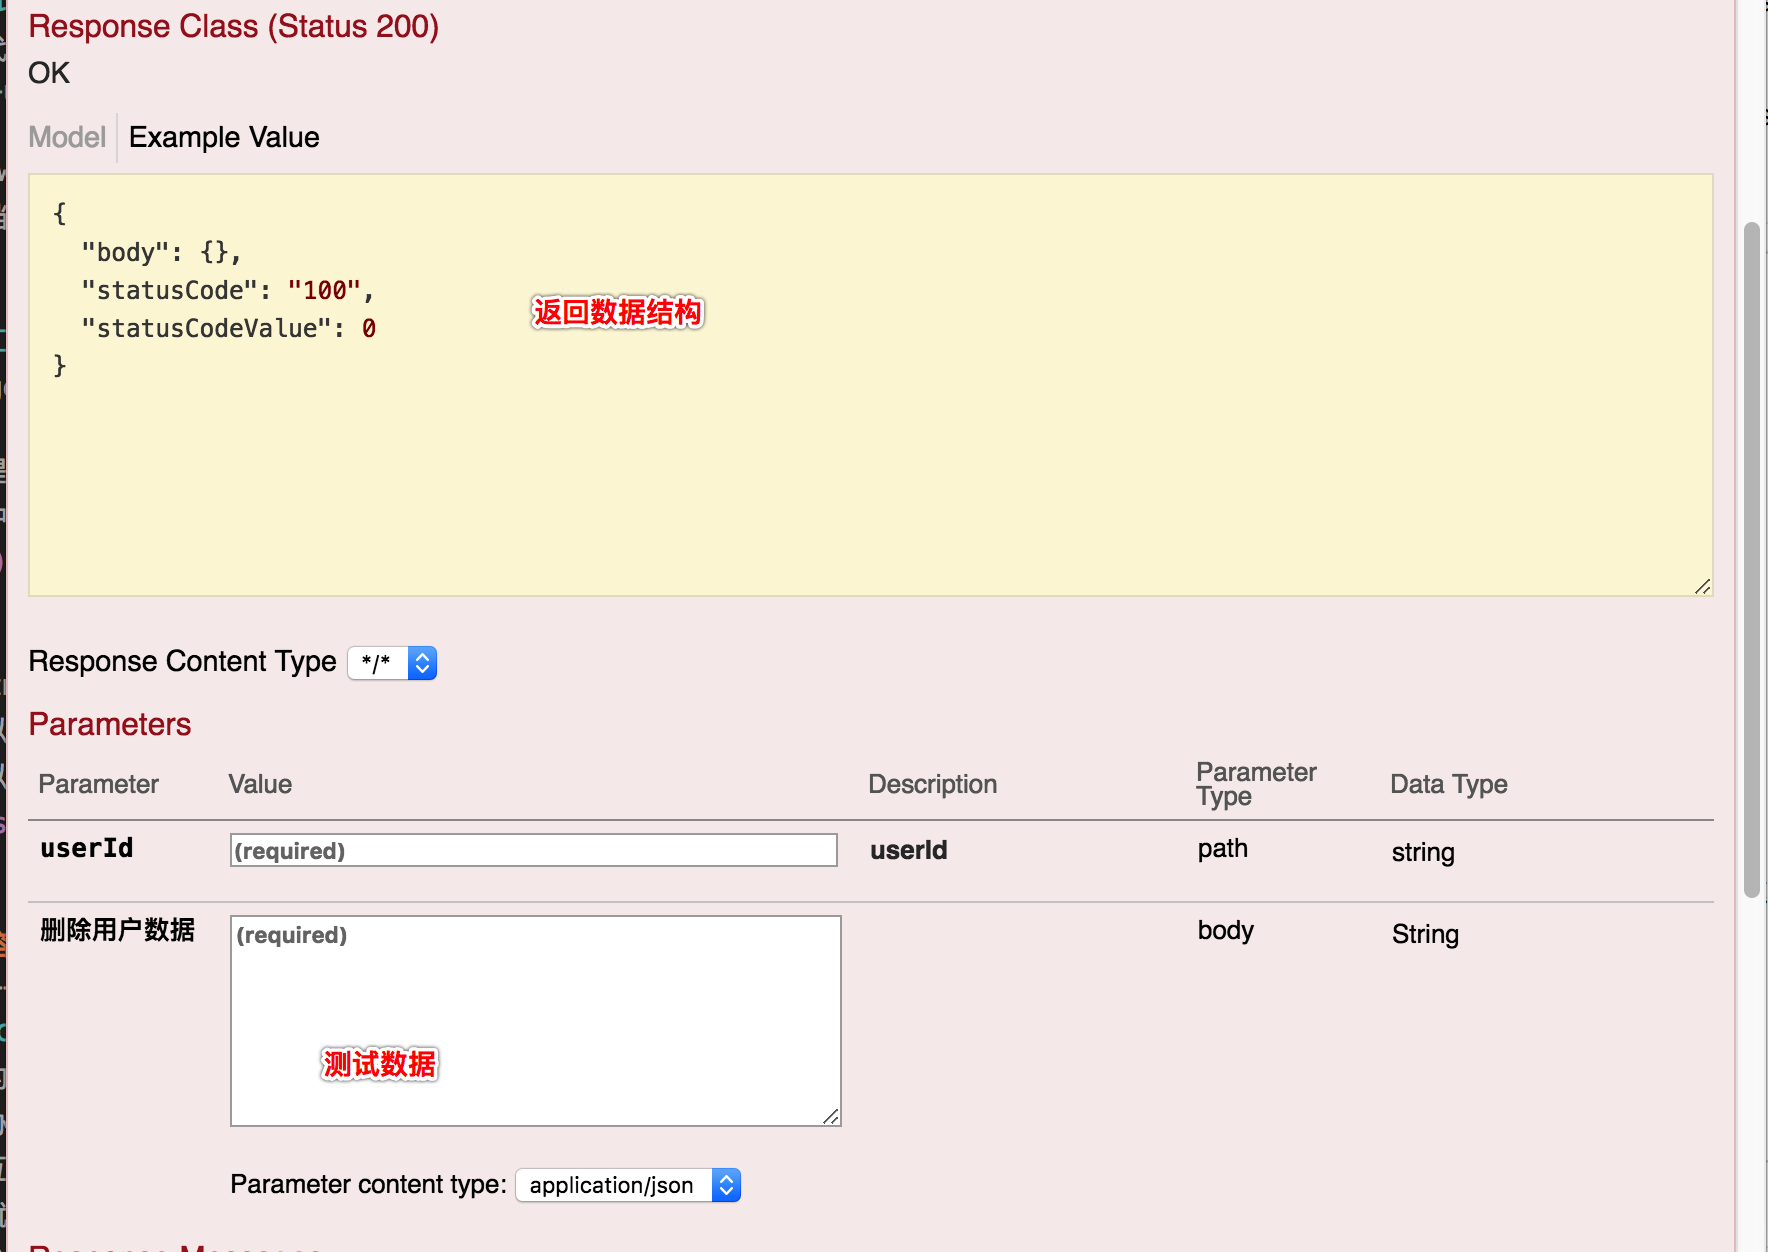 Response Class (Status 200)
OK
Model Example Value
{
"body": {},
"statusCode": "100",
"statusCodeValue": 0
}
返回数据结构
Response Content Type */*
Parameters
Parameter Value Description Parameter Type Data Type
userId (required) userId path string
删除用户数据 (required) body String
测试数据
Parameter content type: application/json
Response Messages